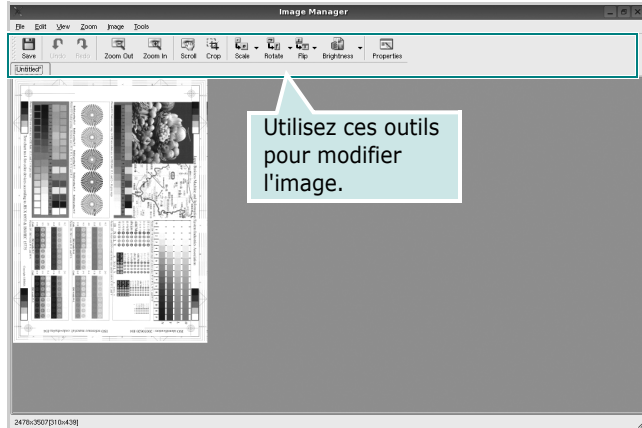 Image Manager
File Edit View Zoom Image Tools
Save Undo Redo Zoom Out Zoom In Scroll Crop Scale Rotate Flip Brightness Properties
Untitled*
Utilisez ces outils
pour modifier
l'image.
2478x3507[310x439]